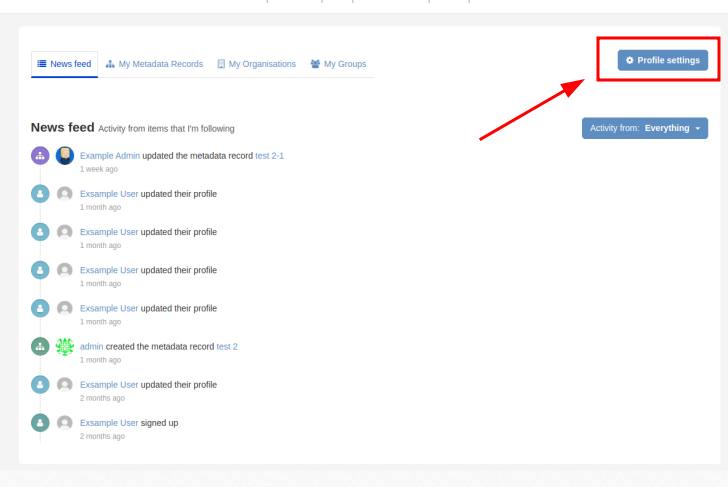 News feed My Metadata Records My Organisations My Groups Profile settings
News feed Activity from items that I'm following Activity from: Everything
Example Admin updated the metadata record test 2-1
1 week ago
Exsample User updated their profile
1 month ago
Exsample User updated their profile
1 month ago
Exsample User updated their profile
1 month ago
Exsample User updated their profile
1 month ago
admin created the metadata record test 2
1 month ago
Exsample User updated their profile
2 months ago
Exsample User signed up
2 months ago